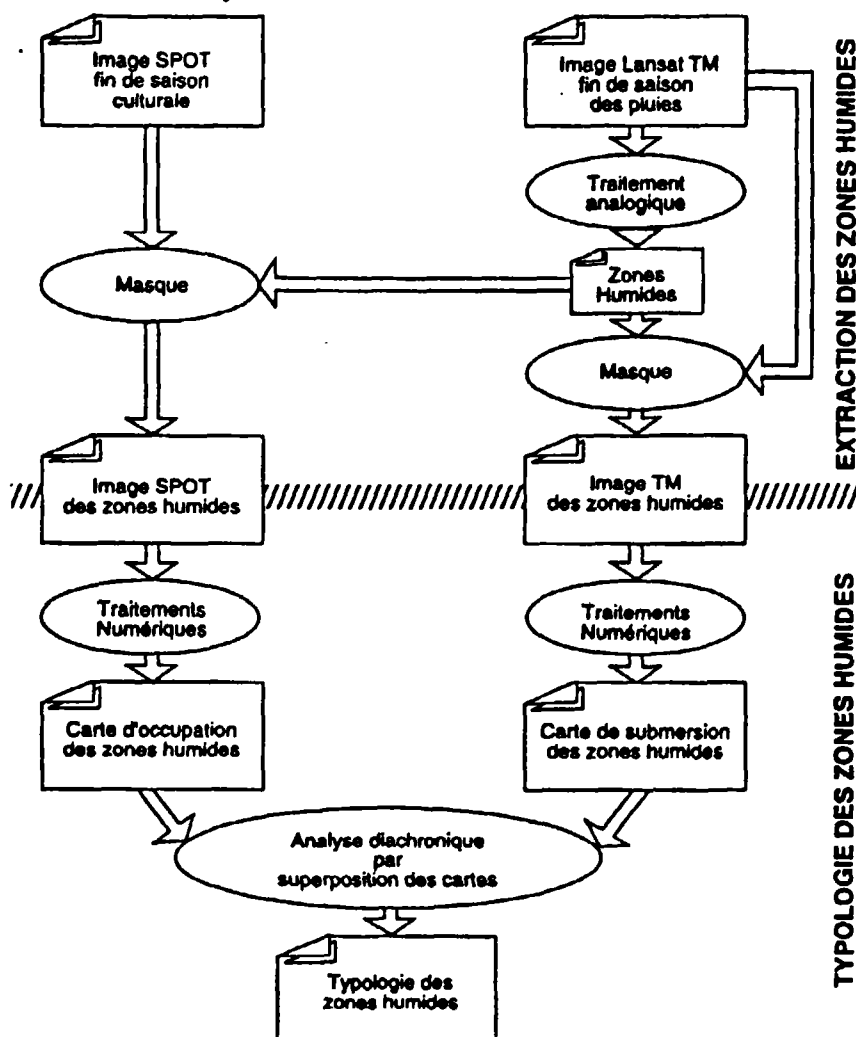 Image SPOT
fin de saison
culturale
Image Lansat TM
fin de saison
des pluies
Traitement
analogique
Masque
Zones
Humides
Masque
EXTRACTION DES ZONES HUMIDES
Image SPOT
des zones humides
Image TM
des zones humides
Traitements
Numériques
Traitements
Numériques
Carte d'occupation
des zones humides
Carte de submersion
des zones humides
Analyse diachronique
par
superposition des cartes
Typologie des
zones humides
TYPOLOGIE DES ZONES HUMIDES